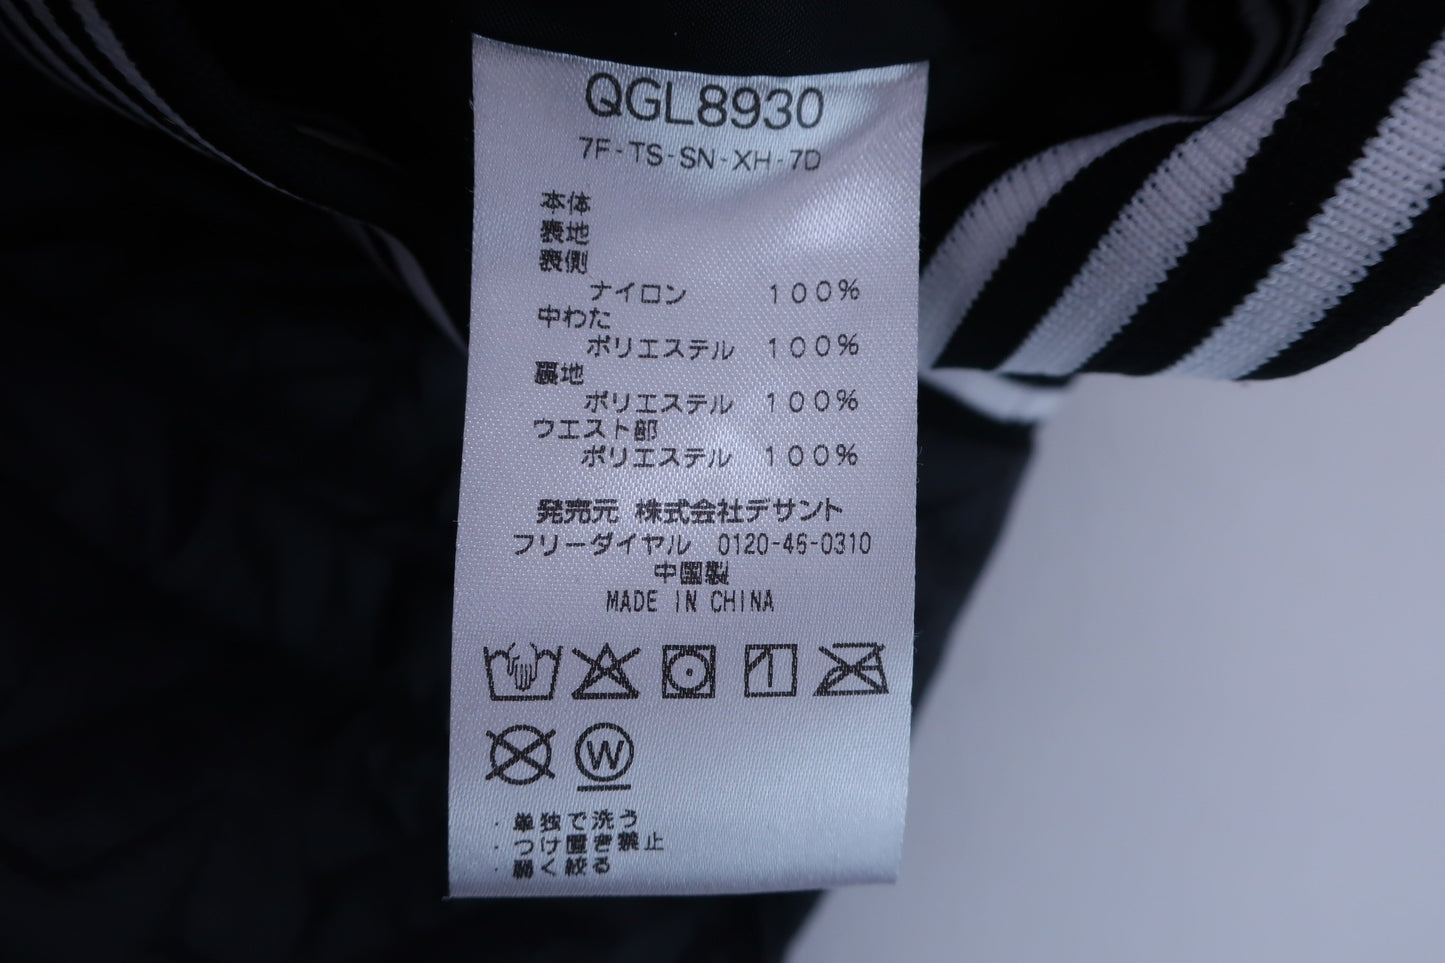 QGL8930
7F-TS-SN-XH-7D
本体
表地
表側
ナイロン 100%
中わた
ポリエステル 100%
裏地
ポリエステル 100%
ウエスト部
ポリエステル 100%
発売元 株式会社デサント
フリーダイヤル 0120-46-0310
中国製
MADE IN CHINA
W
・単独で洗う
・つけ置き禁止
・弱く絞る